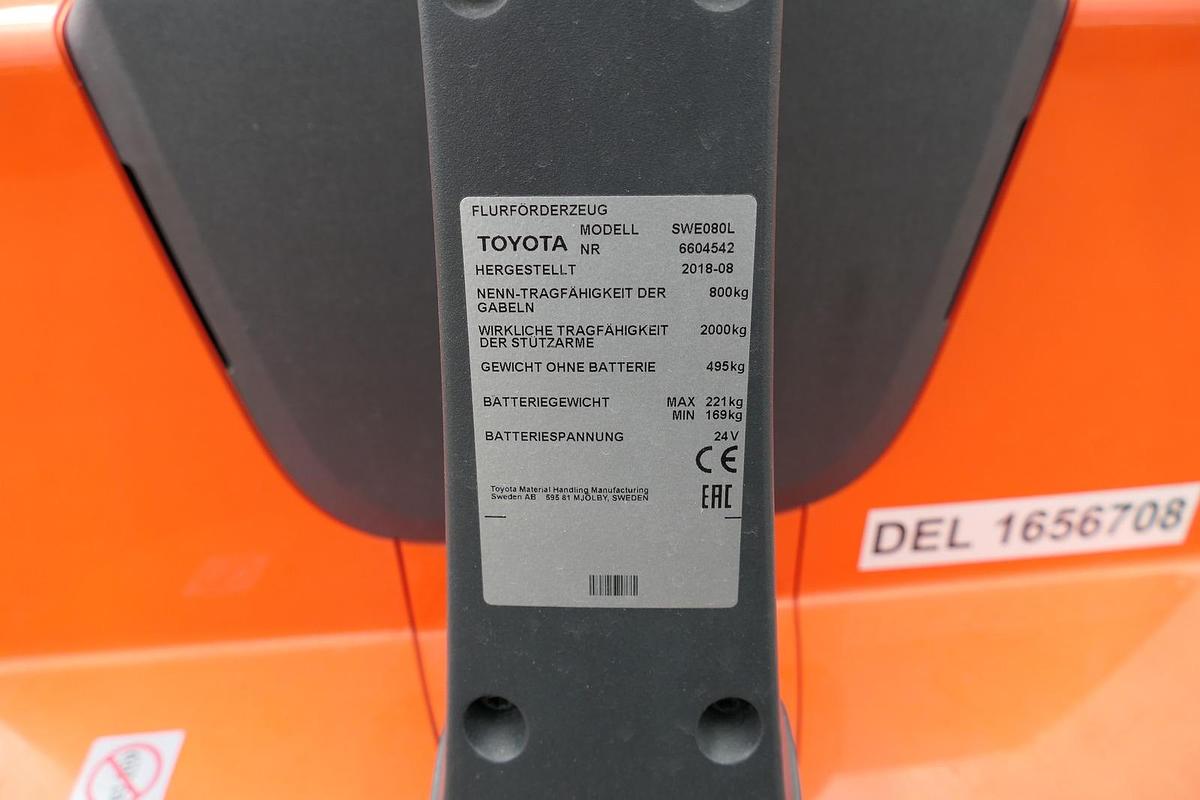 FLURFÖRDERZEUG
TOYOTA
MODELL SWE080L
NR 6604542
HERGESTELLT 2018-08
NENN-TRAGFÄHIGKEIT DER 800kg
GABELN
WIRKLICHE TRAGFÄHIGKEIT 2000kg
DER STÜTZARME
GEWICHT OHNE BATTERIE 495kg
BATTERIEGEWICHT MAX 221kg
MIN 169kg
BATTERIESPANNUNG 24V
CE
Toyota Material Handling Manufacturing
Sweden AB 595 81 MJÖLBY, SWEDEN
EAC
DEL 1656708